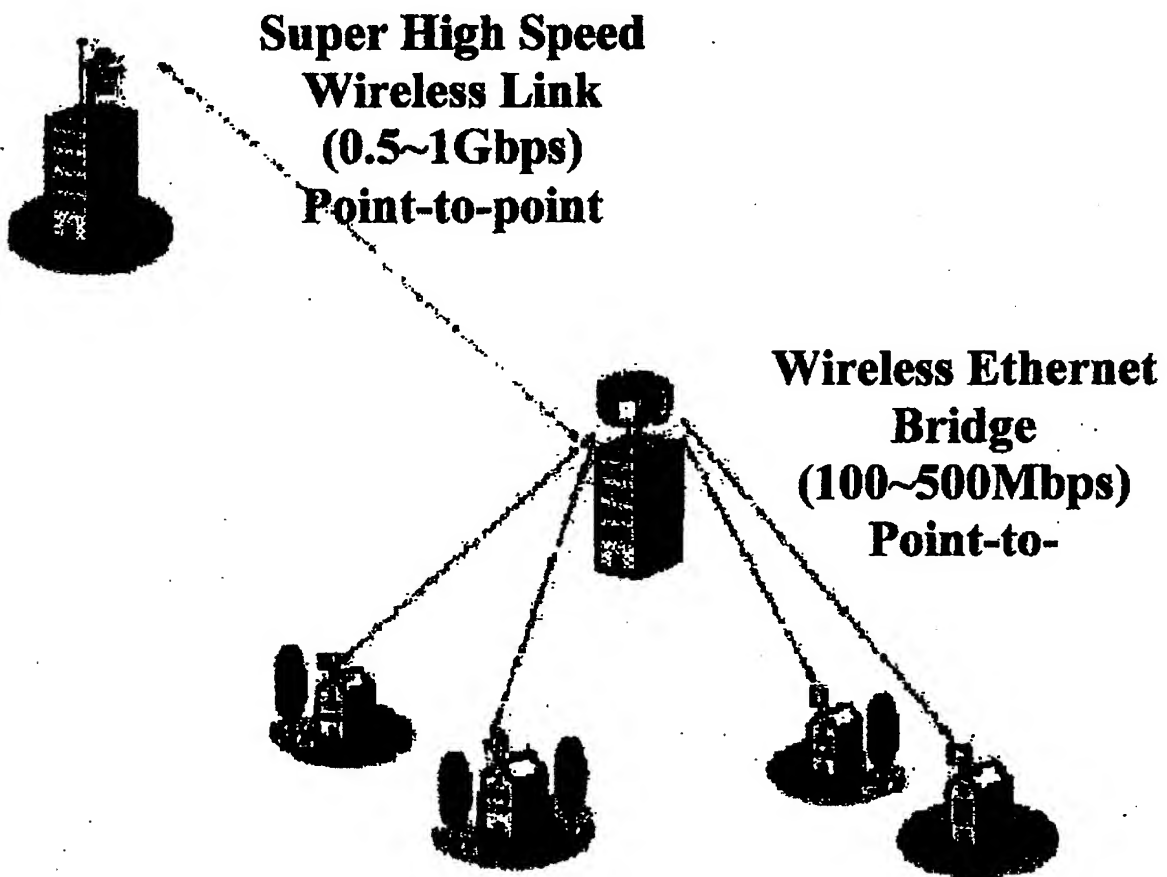 Super High Speed
Wireless Link
(0.5~1Gbps)
Point-to-point
Wireless Ethernet
Bridge
(100~500Mbps)
Point-to-